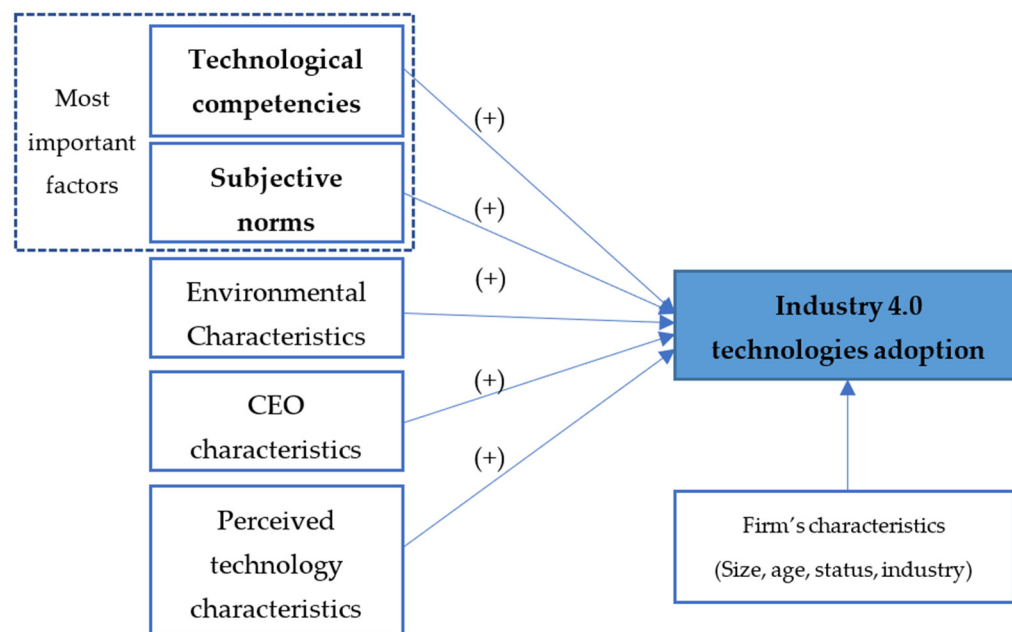 Most
important
factors
Technological
competencies
Subjective
norms
Environmental
Characteristics
CEO
characteristics
Perceived
technology
characteristics
(+)
(+)
(+)
(+)
(+)
Industry 4.0
technologies adoption
Firm's characteristics
(Size, age, status, industry)